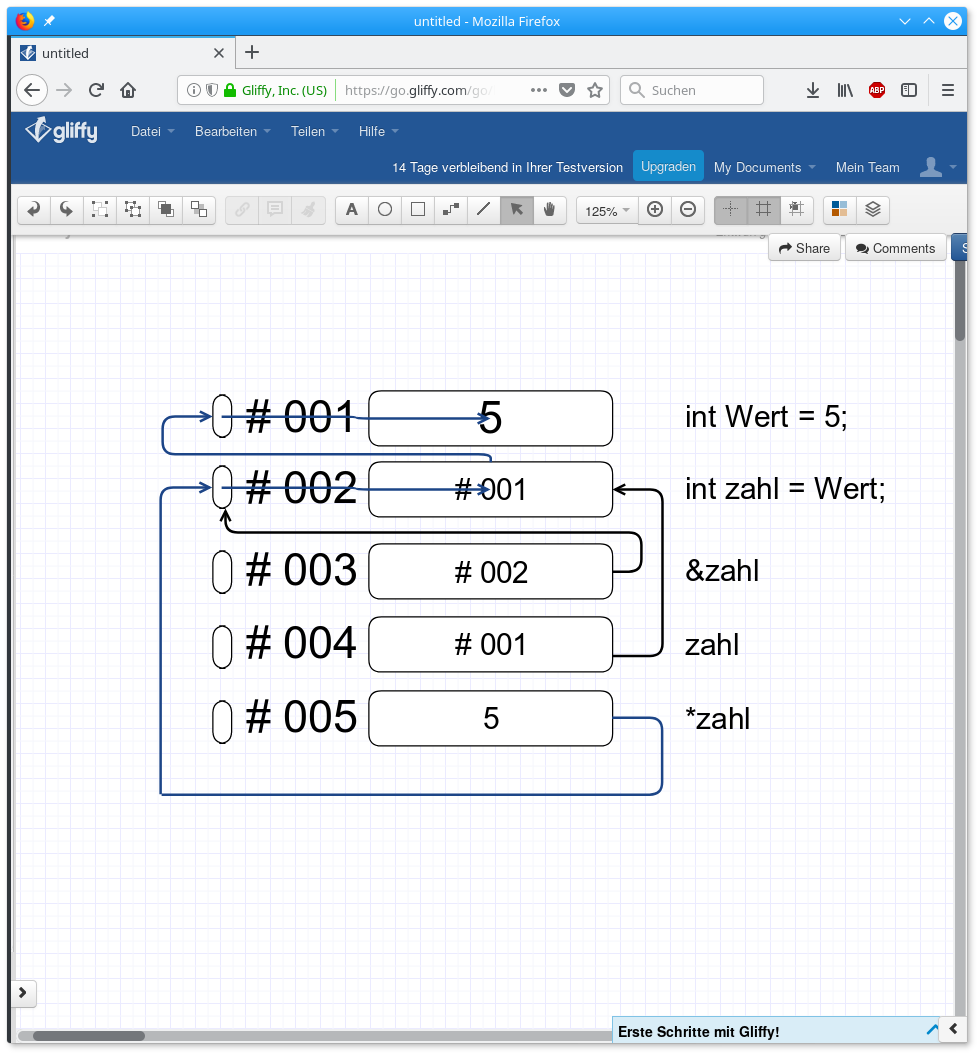 untitled - Mozilla Firefox
untitled
Gliffy, Inc. (US) https://go.gliffy.com/go/
Suchen
ABP
gliffy Datei Bearbeiten Teilen Hilfe
14 Tage verbleibend in Ihrer Testversion Upgraden My Documents Mein Team
A 125%
Share Comments S
# 001 5 int Wert = 5;
# 002 # 001 int zahl = Wert;
# 003 # 002 &zahl
# 004 # 001 zahl
# 005 5 *zahl
Erste Schritte mit Gliffy!